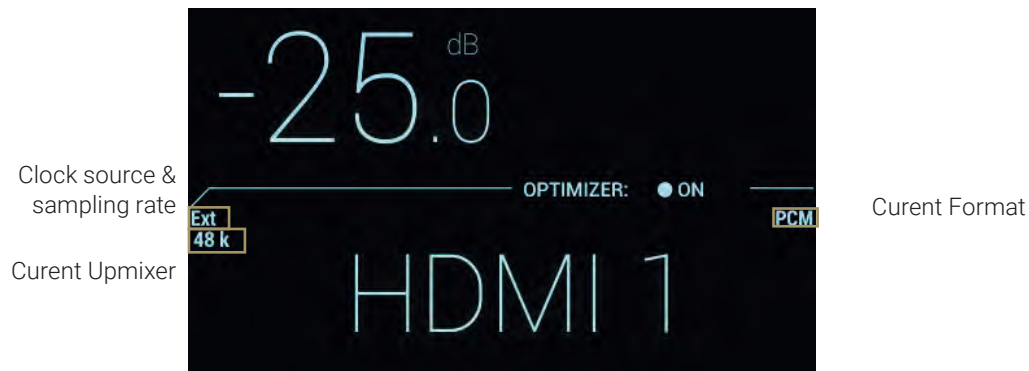 dB
-25.0
Clock source &
sampling rate
OPTIMIZER: ● ON
Ext
PCM
Curent Format
48 k
Curent Upmixer
HDMI 1